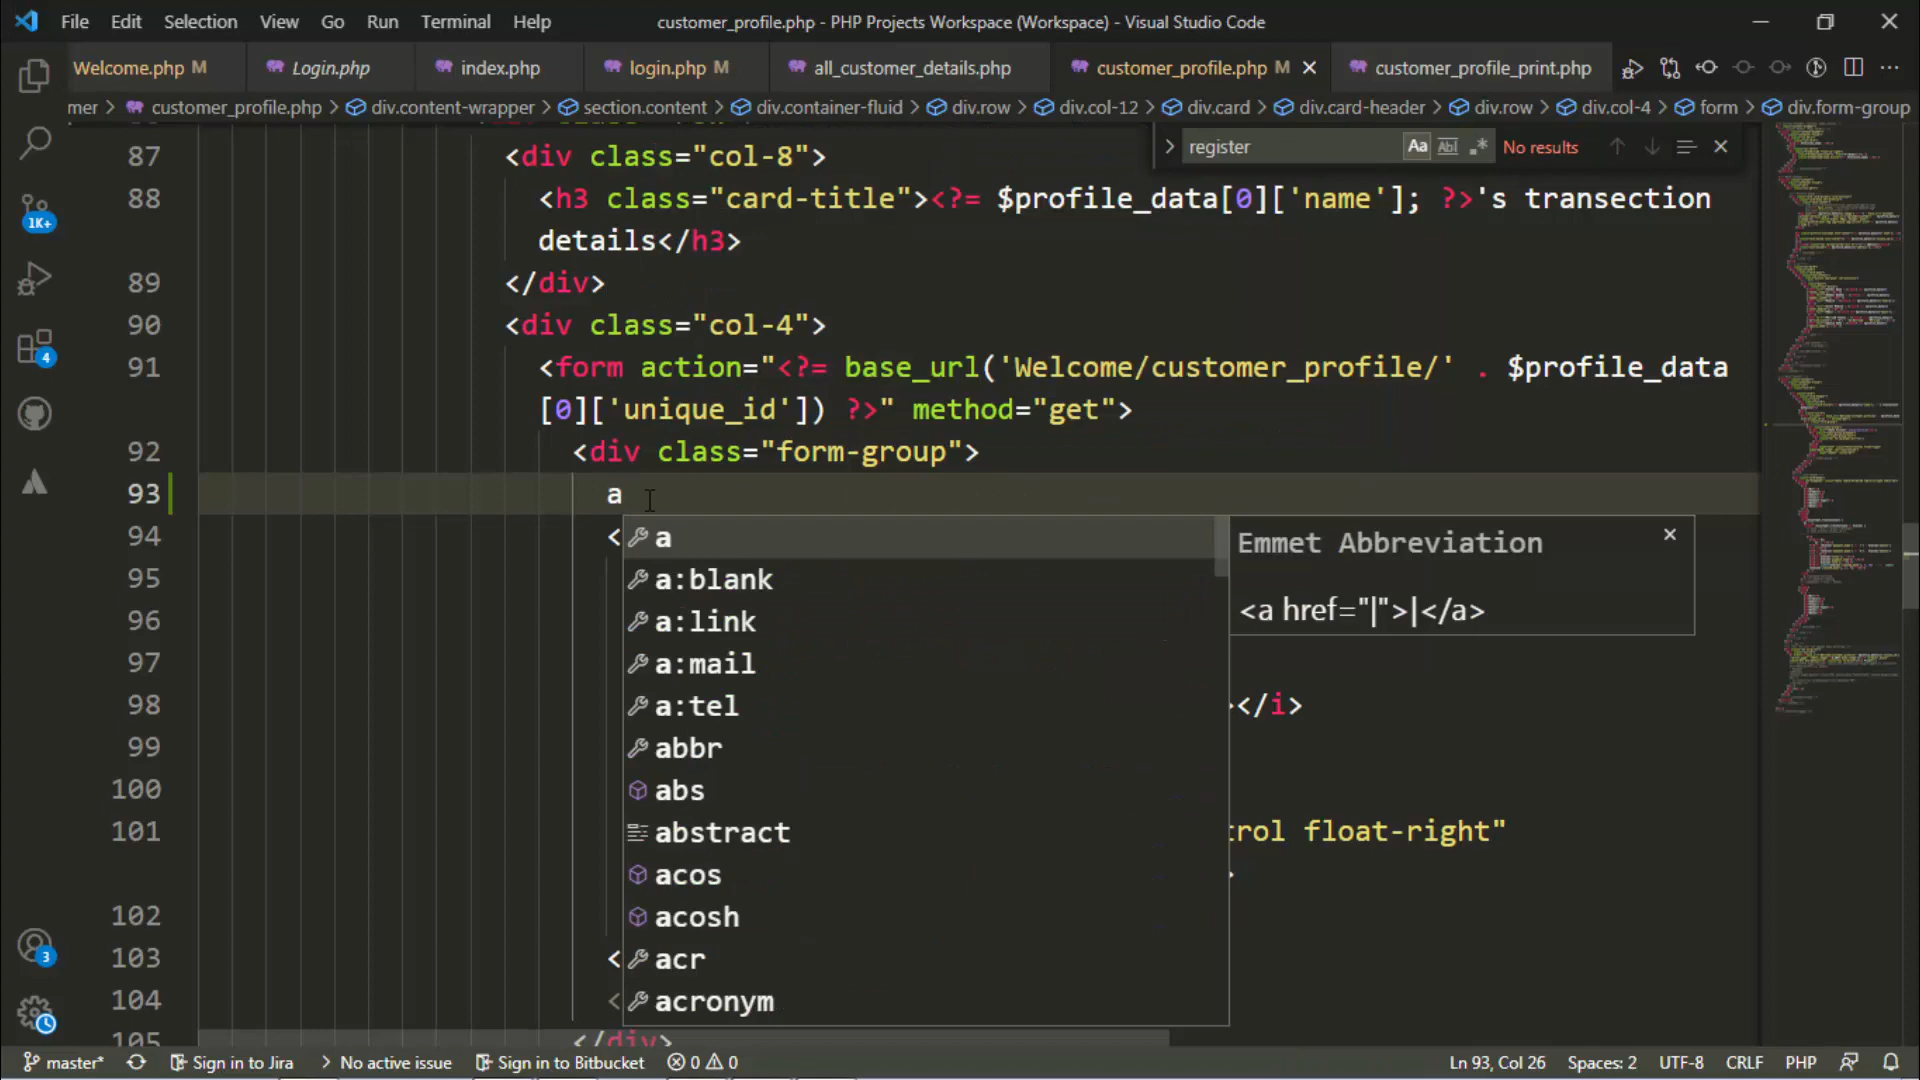 File Edit Selection View Go Run Terminal Help customer_profile.php - PHP Projects Workspace (Workspace) - Visual Studio Code
Welcome.php M Login.php index.php login.php M all_customer_details.php customer_profile.php M customer_profile_print.php
mer > customer_profile.php > div.content-wrapper > section.content > div.container-fluid > div.row > div.col-12 > div.card > div.card-header > div.row > div.col-4 > form > div.form-group
register Aa Abl .* No results
87 <div class="col-8">
88 <h3 class="card-title"><?= $profile_data[0]['name']; ?>'s transection
details</h3>
89 </div>
90 <div class="col-4">
91 <form action="<?= base_url('Welcome/customer_profile/' . $profile_data
[0]['unique_id']) ?>" method="get">
92 <div class="form-group">
93 a
94 <
95
96
97
98 ></i>
99
100
101 trol float-right"
>
102
103 <
104 <
105 </div>
a
a:blank
a:link
a:mail
a:tel
abbr
abs
abstract
acos
acosh
acr
acronym
Emmet Abbreviation
<a href="|">|</a>
1K+
4
3
master* Sign in to Jira No active issue Sign in to Bitbucket 0 0 Ln 93, Col 26 Spaces: 2 UTF-8 CRLF PHP